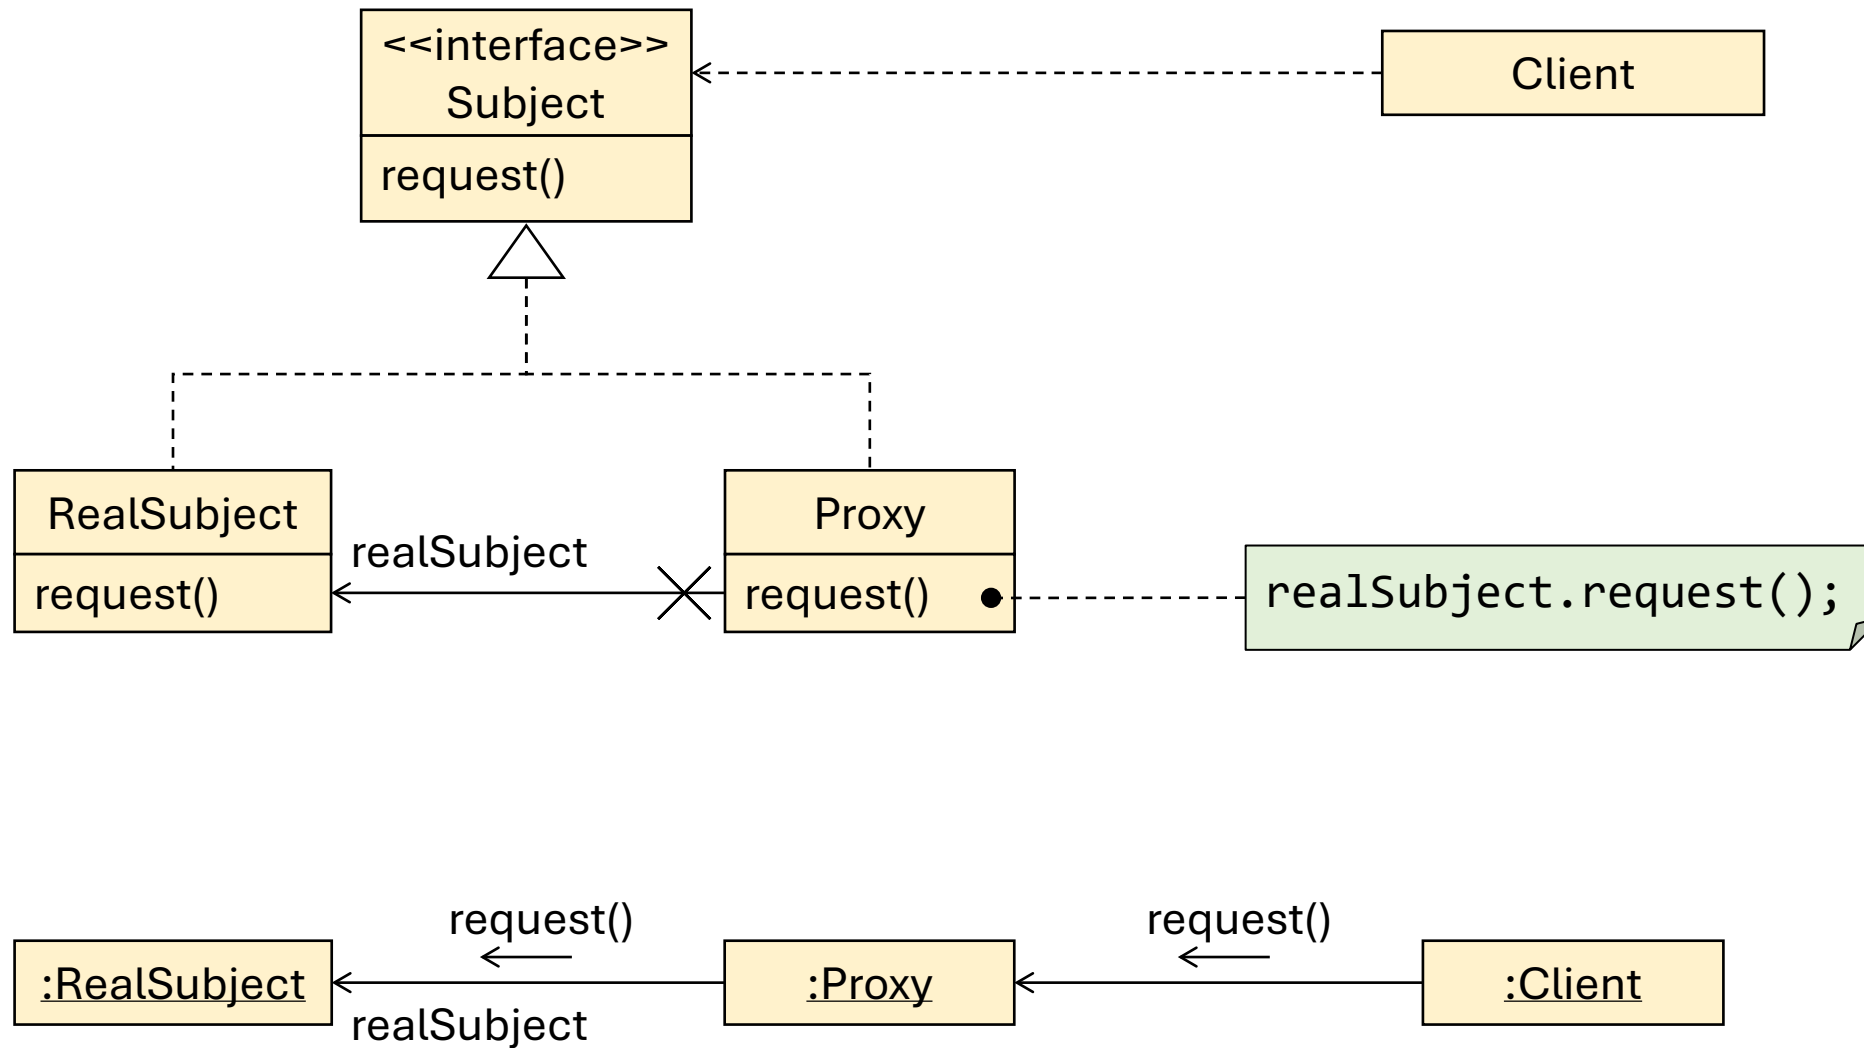 <<interface>>
Subject
request()
Client
RealSubject
request()
realSubject
Proxy
request()
realSubject.request();
request()
request()
:RealSubject
realSubject
:Proxy
:Client